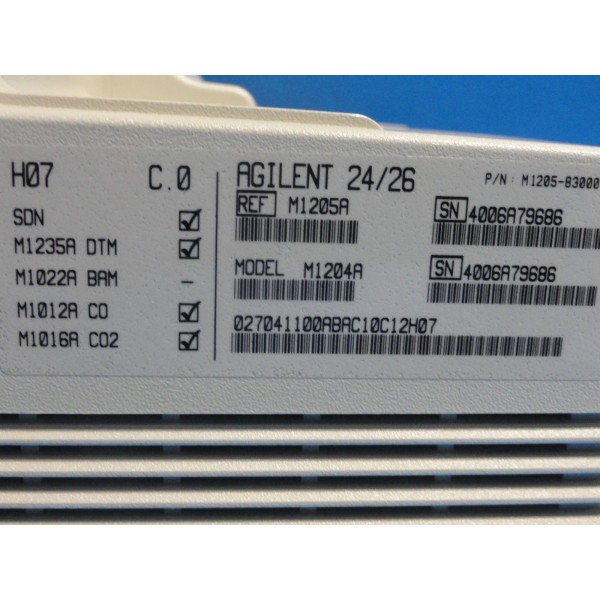 H07 C.0
SDN ☑
M1235A DTM ☑
M1022A BAM –
M1012A CO ☑
M1016A CO2 ☑
AGILENT 24/26 P/N: M1205-83000
REF M1205A SN 4006A79686
MODEL M1204A SN 4006A79686
027041100ABAC10C12H07